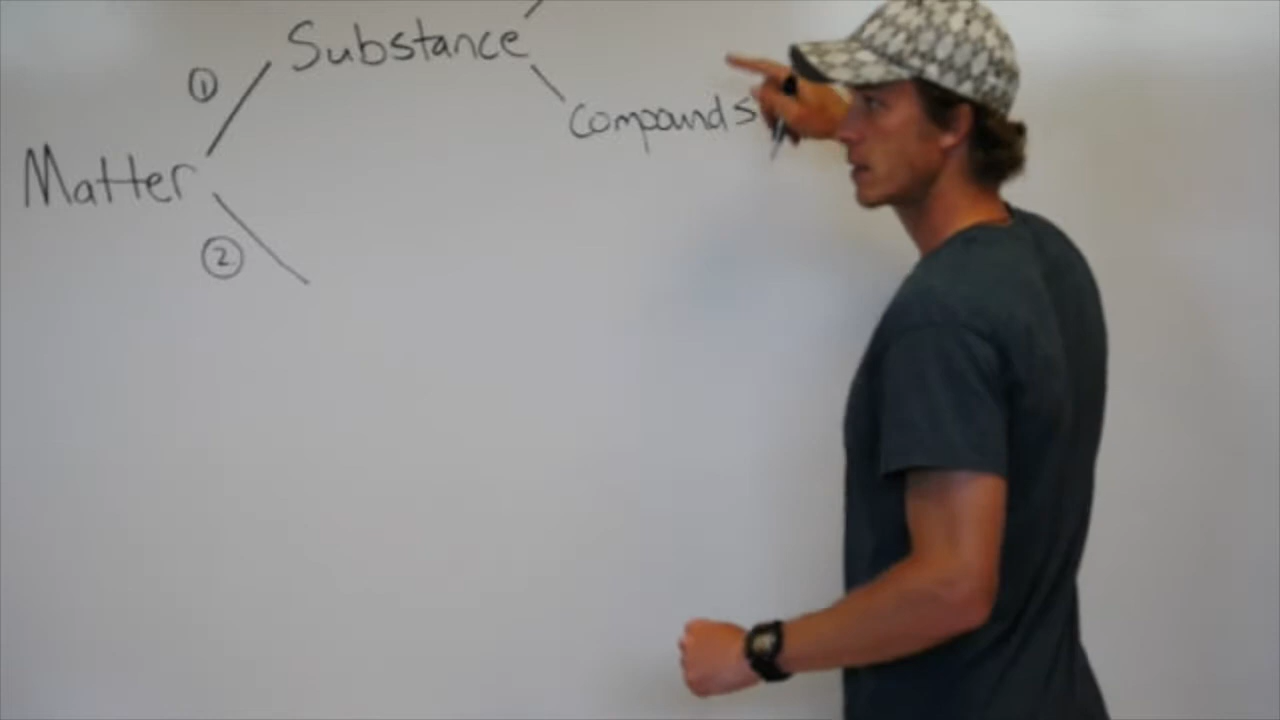 Substance
①
Compounds
Matter
②